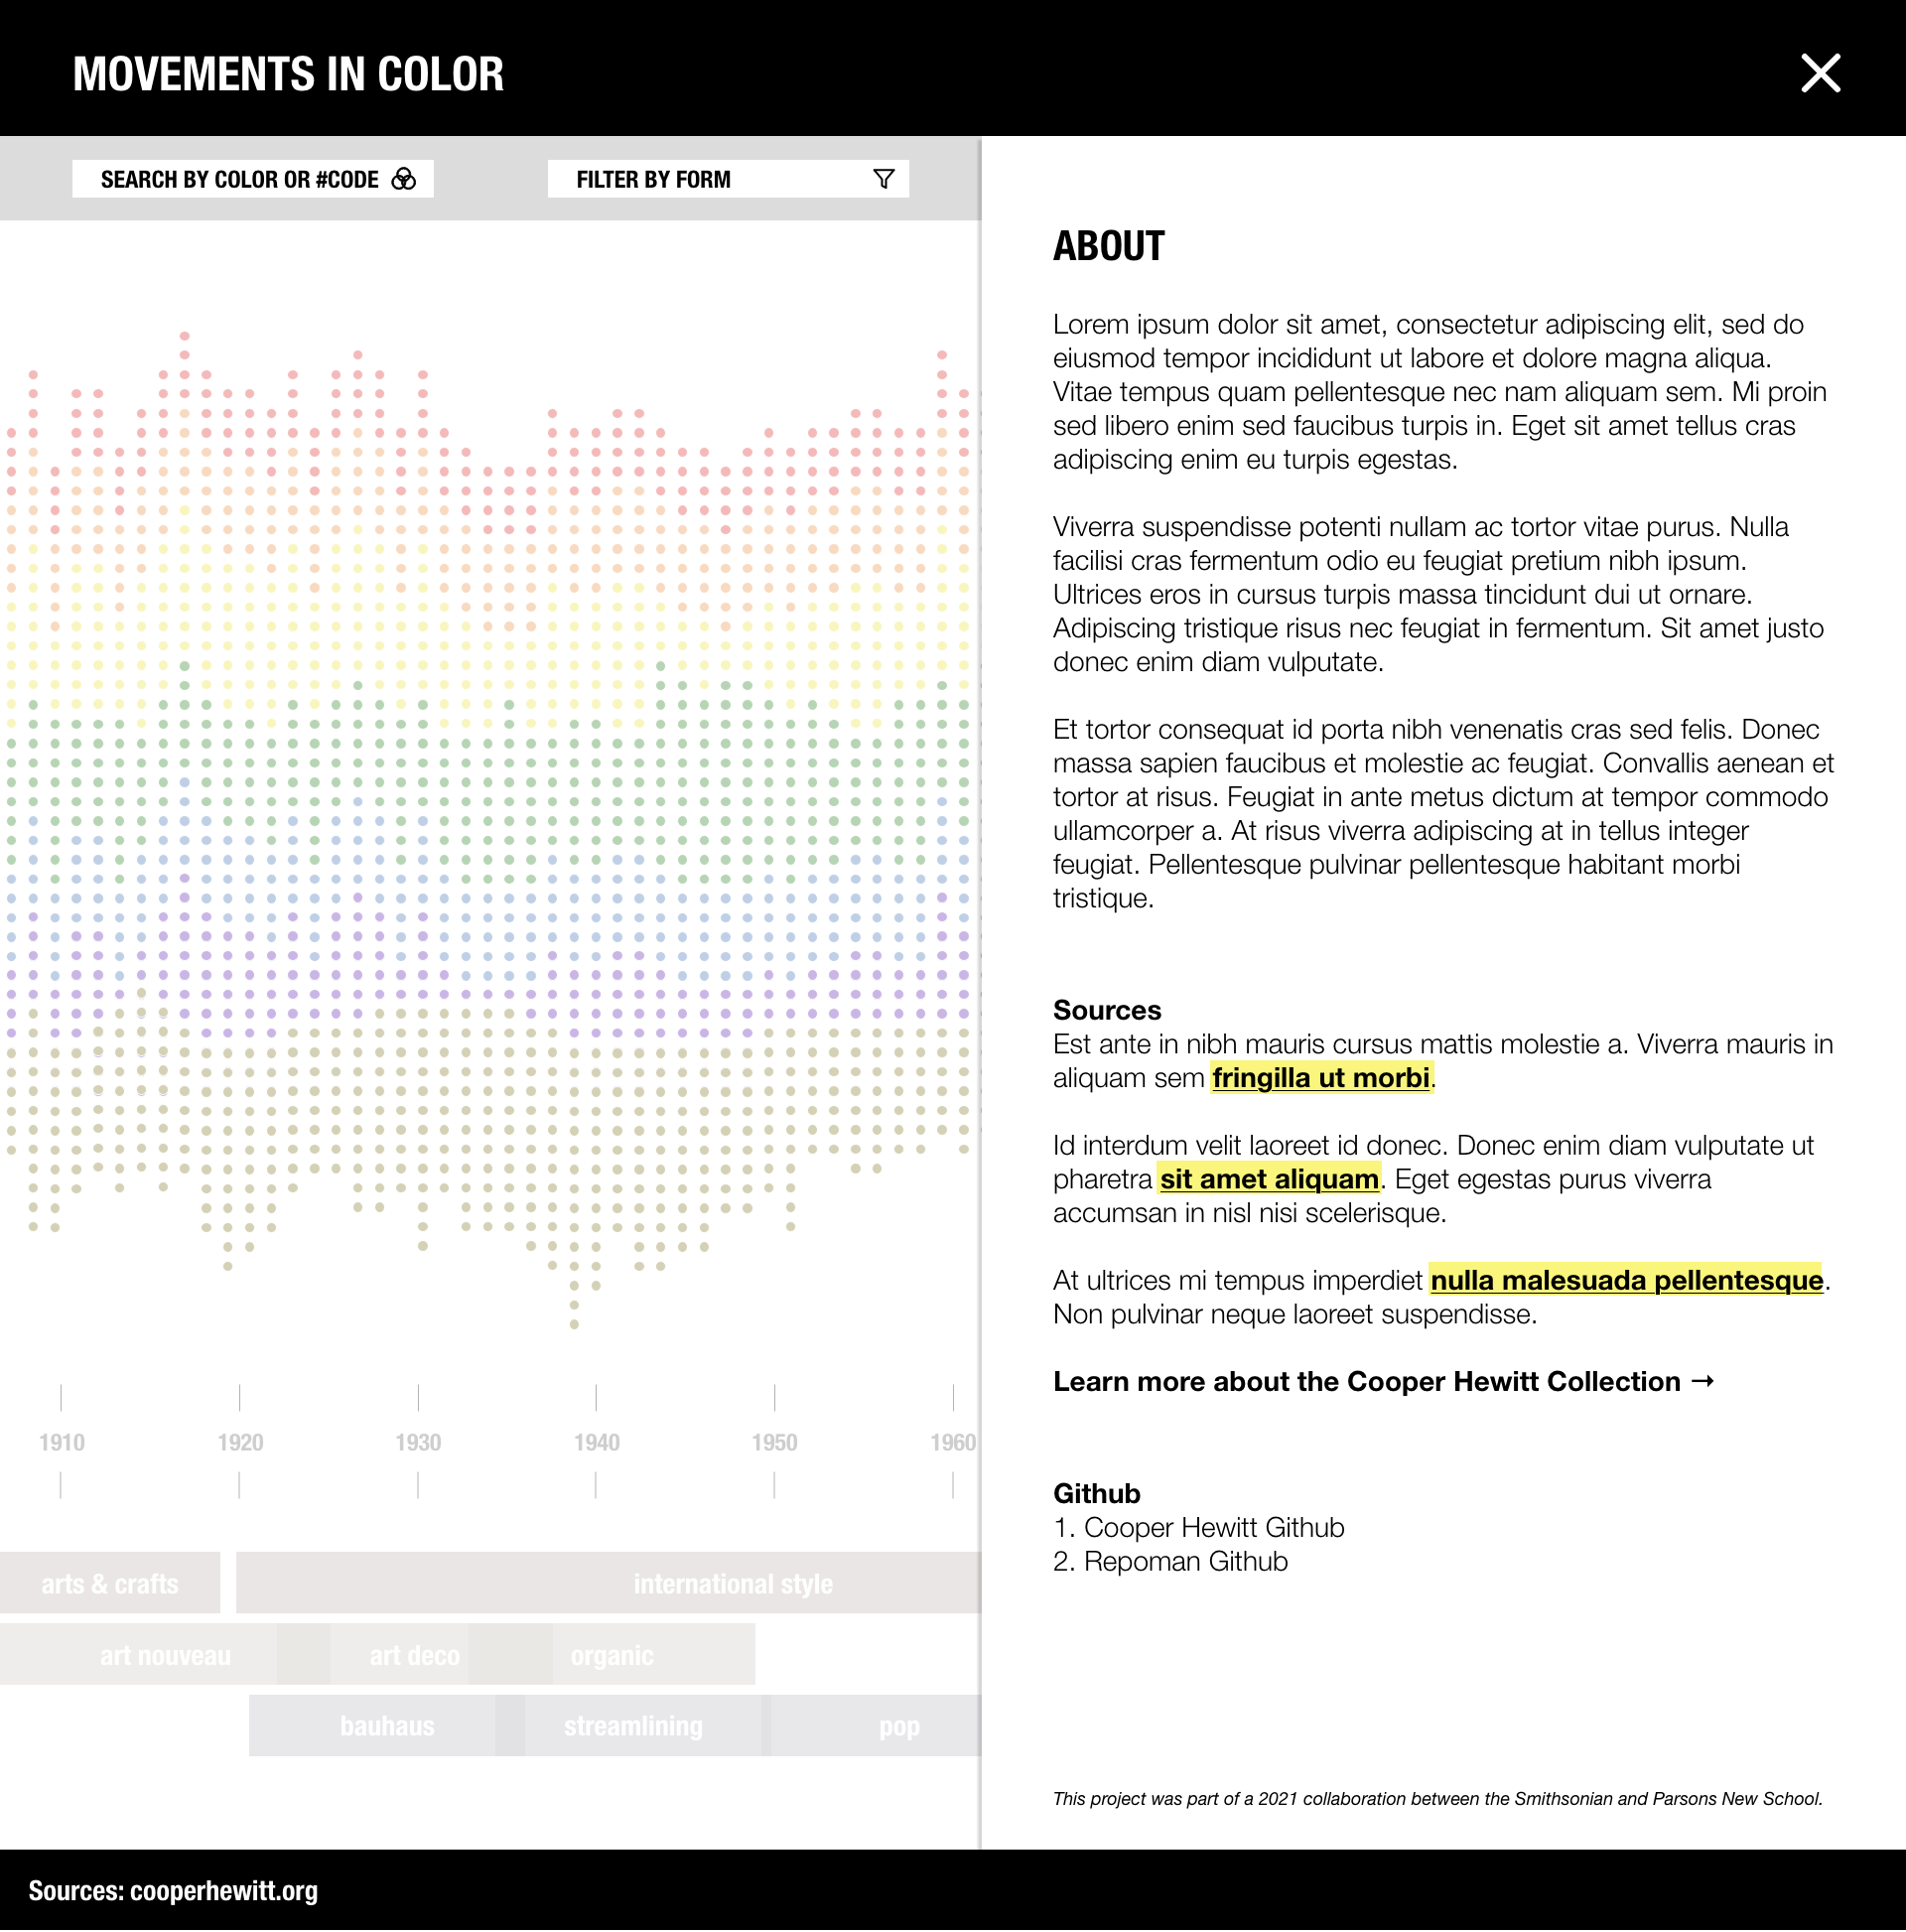 MOVEMENTS IN COLOR
SEARCH BY COLOR OR #CODE
FILTER BY FORM
1910 1920 1930 1940 1950 1960
arts & crafts international style
art nouveau art deco organic
bauhaus streamlining pop
ABOUT
Lorem ipsum dolor sit amet, consectetur adipiscing elit, sed do
eiusmod tempor incididunt ut labore et dolore magna aliqua.
Vitae tempus quam pellentesque nec nam aliquam sem. Mi proin
sed libero enim sed faucibus turpis in. Eget sit amet tellus cras
adipiscing enim eu turpis egestas.
Viverra suspendisse potenti nullam ac tortor vitae purus. Nulla
facilisi cras fermentum odio eu feugiat pretium nibh ipsum.
Ultrices eros in cursus turpis massa tincidunt dui ut ornare.
Adipiscing tristique risus nec feugiat in fermentum. Sit amet justo
donec enim diam vulputate.
Et tortor consequat id porta nibh venenatis cras sed felis. Donec
massa sapien faucibus et molestie ac feugiat. Convallis aenean et
tortor at risus. Feugiat in ante metus dictum at tempor commodo
ullamcorper a. At risus viverra adipiscing at in tellus integer
feugiat. Pellentesque pulvinar pellentesque habitant morbi
tristique.
Sources
Est ante in nibh mauris cursus mattis molestie a. Viverra mauris in
aliquam sem fringilla ut morbi.
Id interdum velit laoreet id donec. Donec enim diam vulputate ut
pharetra sit amet aliquam. Eget egestas purus viverra
accumsan in nisl nisi scelerisque.
At ultrices mi tempus imperdiet nulla malesuada pellentesque.
Non pulvinar neque laoreet suspendisse.
Learn more about the Cooper Hewitt Collection →
Github
1. Cooper Hewitt Github
2. Repoman Github
This project was part of a 2021 collaboration between the Smithsonian and Parsons New School.
Sources: cooperhewitt.org